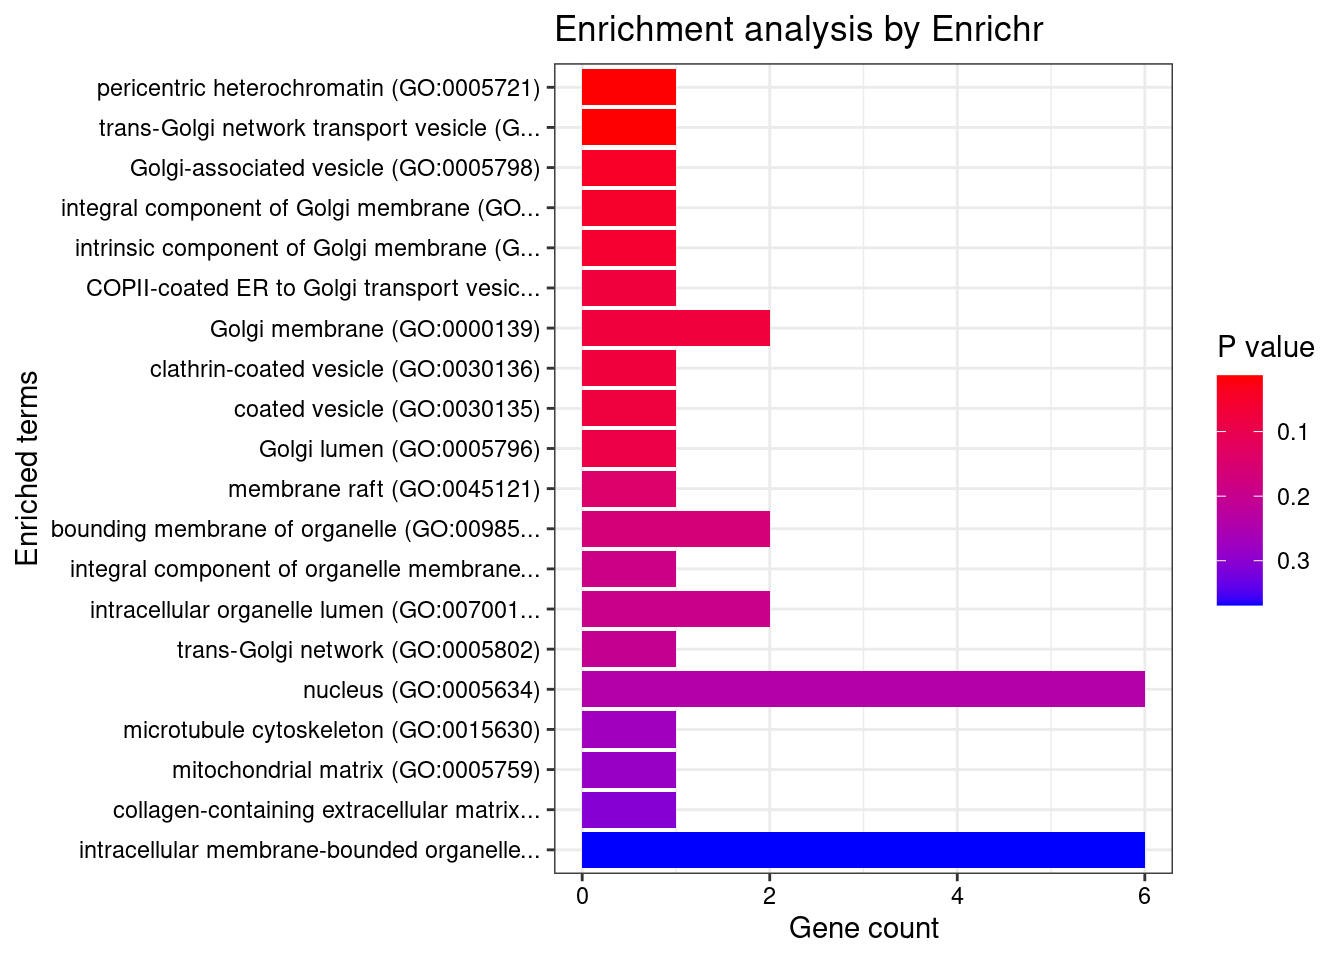 Enrichment analysis by Enrichr
pericentric heterochromatin (GO:0005721)
trans-Golgi network transport vesicle (G...
Golgi-associated vesicle (GO:0005798)
integral component of Golgi membrane (GO...
intrinsic component of Golgi membrane (G...
COPII-coated ER to Golgi transport vesic...
Golgi membrane (GO:0000139)
clathrin-coated vesicle (GO:0030136)
coated vesicle (GO:0030135)
Golgi lumen (GO:0005796)
membrane raft (GO:0045121)
bounding membrane of organelle (GO:00985...
integral component of organelle membrane...
intracellular organelle lumen (GO:007001...
trans-Golgi network (GO:0005802)
nucleus (GO:0005634)
microtubule cytoskeleton (GO:0015630)
mitochondrial matrix (GO:0005759)
collagen-containing extracellular matrix...
intracellular membrane-bounded organelle...
Enriched terms
0 2 4 6
Gene count
P value
0.1
0.2
0.3